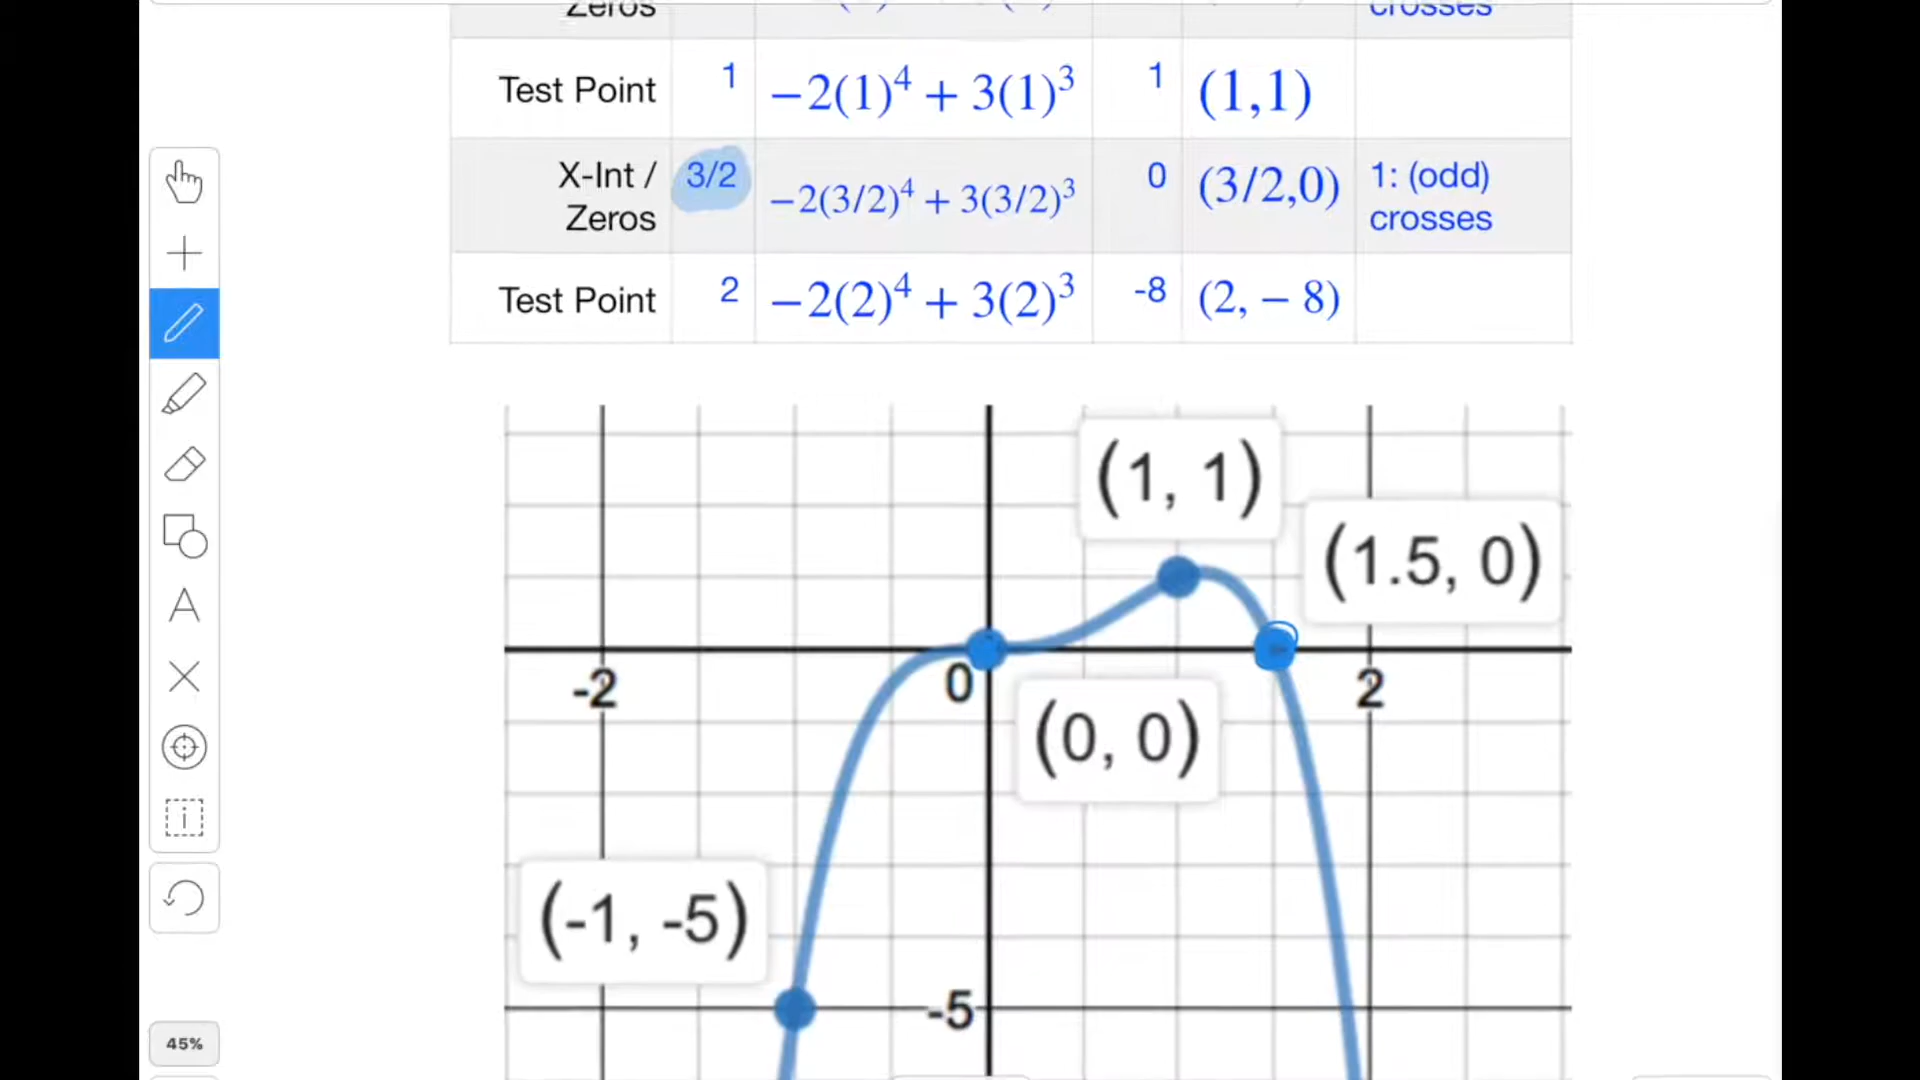 Zeros crosses
Test Point 1 −2(1)⁴ + 3(1)³ 1 (1,1)
X-Int / Zeros 3/2 −2(3/2)⁴ + 3(3/2)³ 0 (3/2,0) 1: (odd) crosses
Test Point 2 −2(2)⁴ + 3(2)³ -8 (2, − 8)
(1, 1)
(1.5, 0)
-2 0 2
(0, 0)
A
i
(-1, -5)
-5
45%